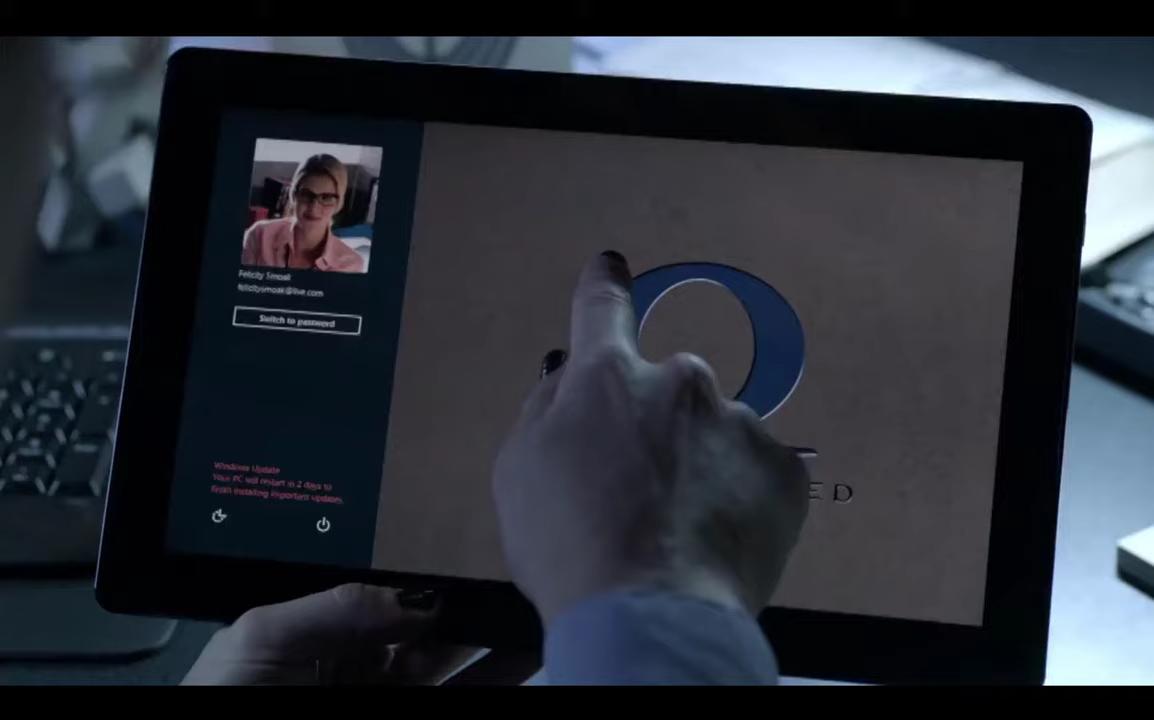 Felicity Smoak
felicitysmoak@live.com
Switch to password
Windows Update
Your PC will restart in 2 days to
finish installing important updates.
Q
ED